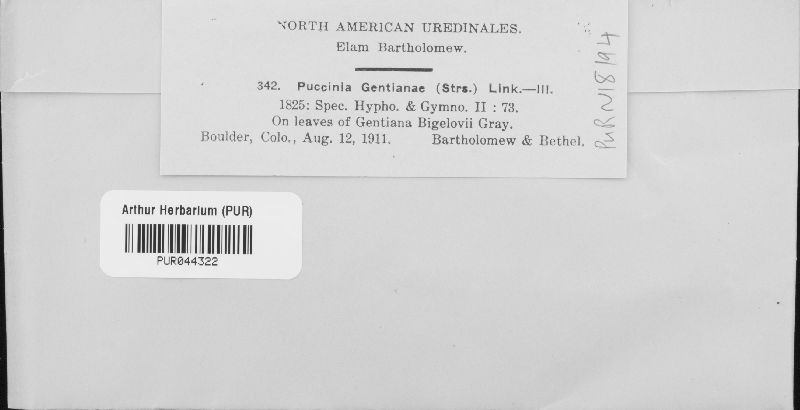 NORTH AMERICAN UREDINALES.
Elam Bartholomew.
342. Puccinia Gentianae (Strs.) Link.—III.
1825: Spec. Hypho. & Gymno. II : 73.
On leaves of Gentiana Bigelovii Gray.
Boulder, Colo., Aug. 12, 1911. Bartholomew & Bethel.
PUR N18194
Arthur Herbarium (PUR)
PUR044322